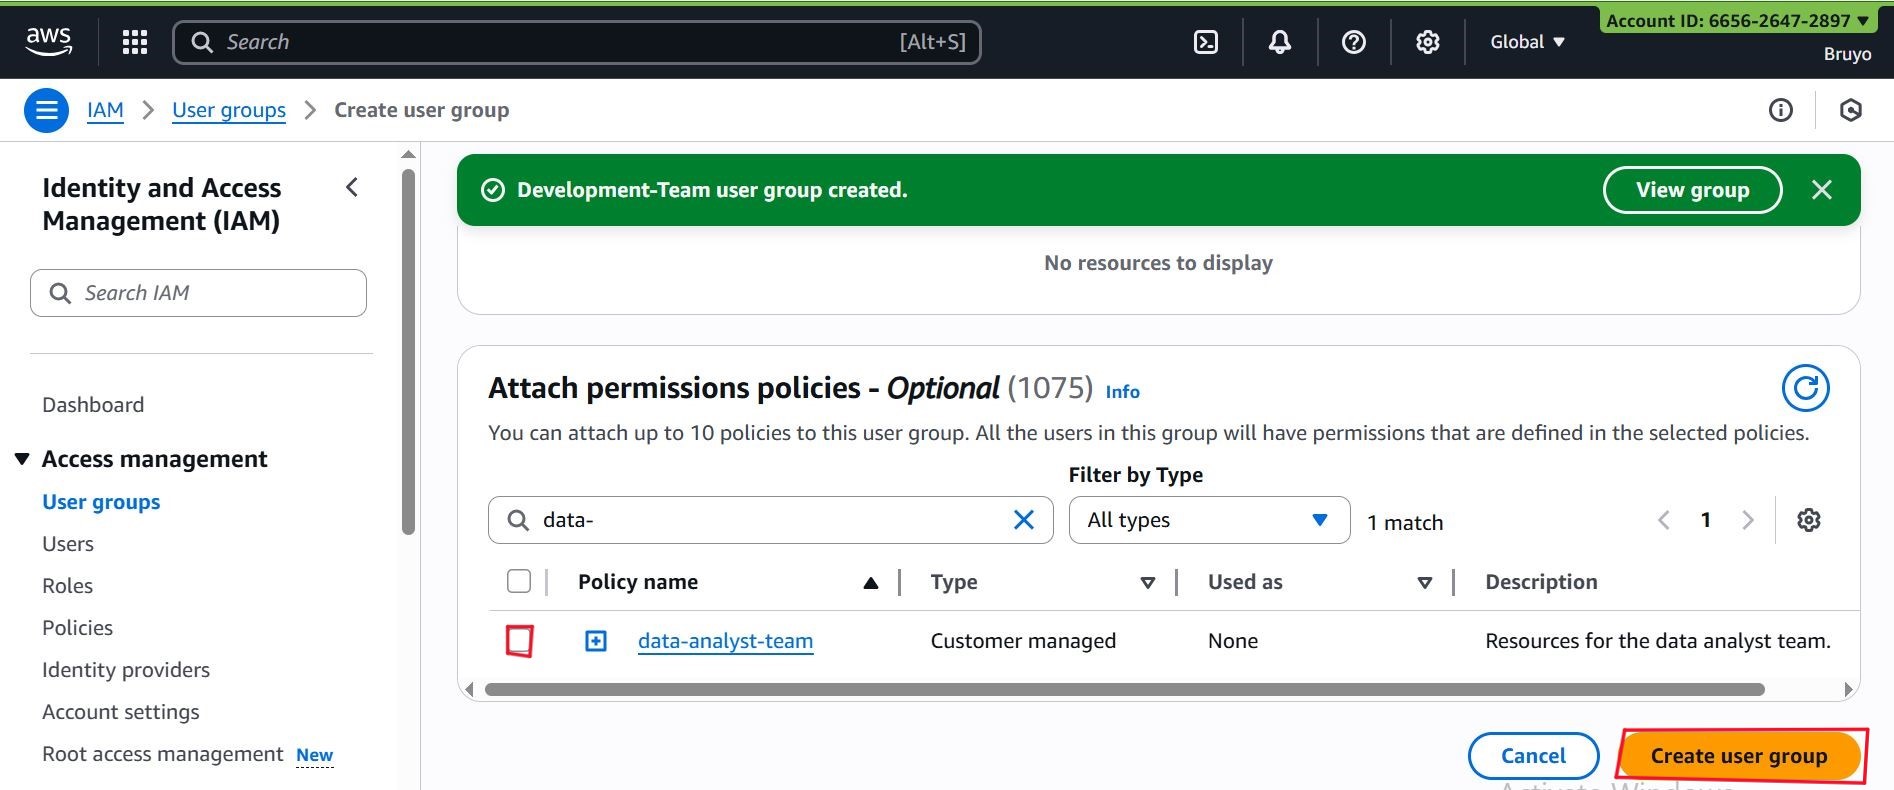 aws
Search [Alt+S]
Global
Account ID: 6656-2647-2897
Bruyo
IAM > User groups > Create user group
Identity and Access
Management (IAM)
Search IAM
Dashboard
Access management
User groups
Users
Roles
Policies
Identity providers
Account settings
Root access management New
Development-Team user group created.
View group
No resources to display
Attach permissions policies - Optional (1075) Info
You can attach up to 10 policies to this user group. All the users in this group will have permissions that are defined in the selected policies.
Filter by Type
data- All types 1 match 1
Policy name Type Used as Description
data-analyst-team Customer managed None Resources for the data analyst team.
Cancel Create user group
Activate Windows